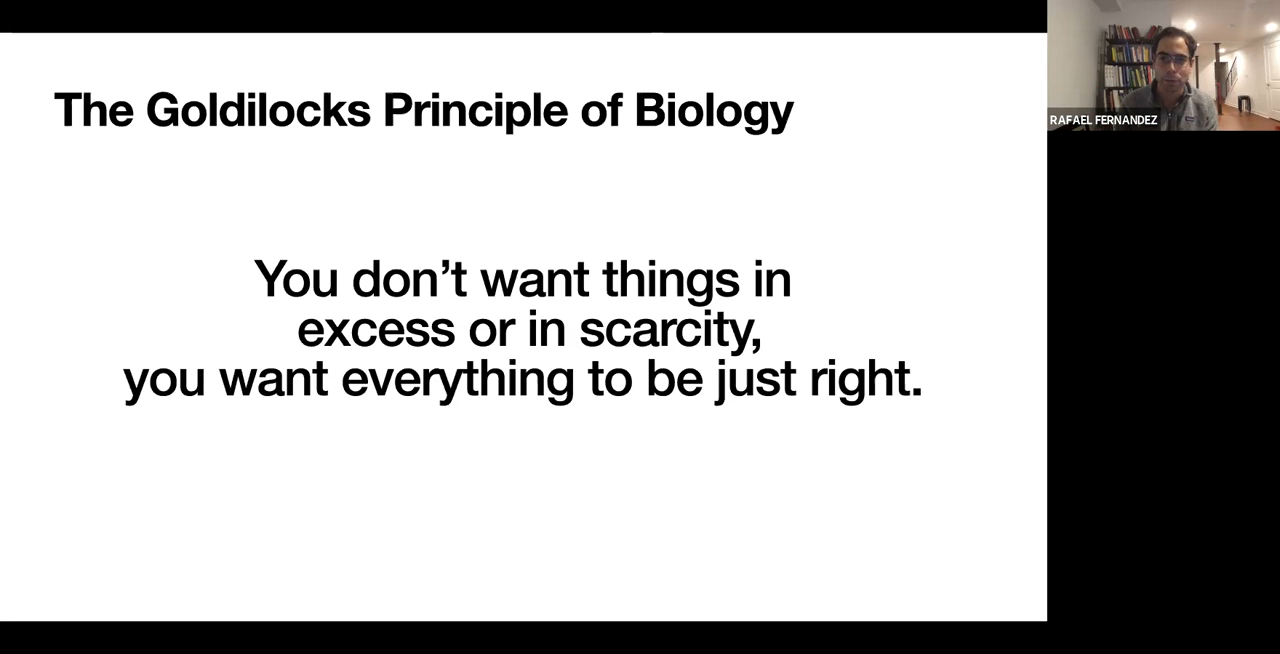 The Goldilocks Principle of Biology
You don’t want things in
excess or in scarcity,
you want everything to be just right.
RAFAEL FERNANDEZ